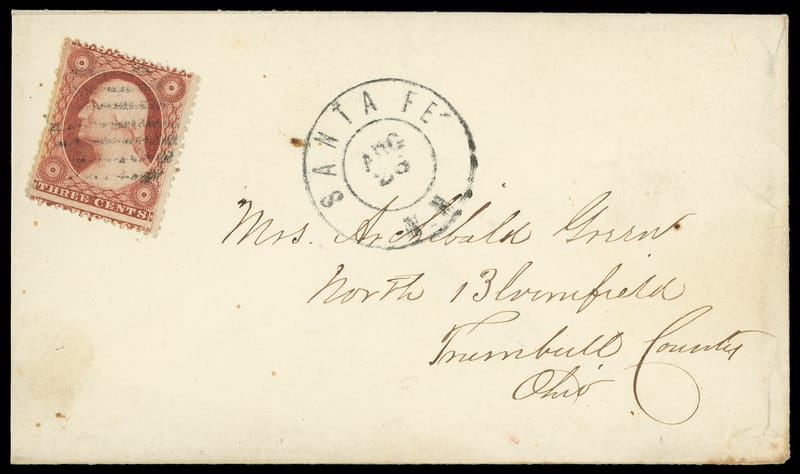 THREE CENTS
SANTA FE
AUG
N M
Mrs. Archibald Green
North Bloomfield
Trumbull County
Ohio